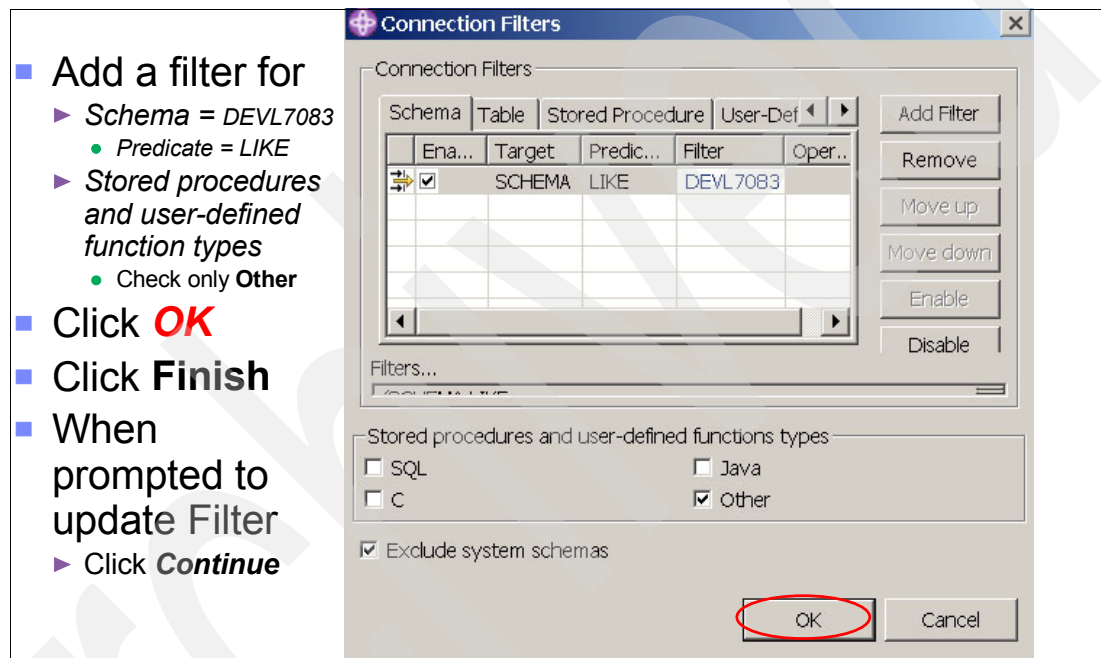 Add a filter for
Schema = DEVL7083
Predicate = LIKE
Stored procedures
and user-defined
function types
Check only Other
Click OK
Click Finish
When
prompted to
update Filter
Click Continue
Connection Filters
Connection Filters
Schema Table Stored Procedure User-Def
Ena... Target Predic... Filter Oper..
SCHEMA LIKE DEVL7083
Add Filter
Remove
Move up
Move down
Enable
Disable
Filters...
Stored procedures and user-defined functions types
SQL Java
C Other
Exclude system schemas
OK Cancel